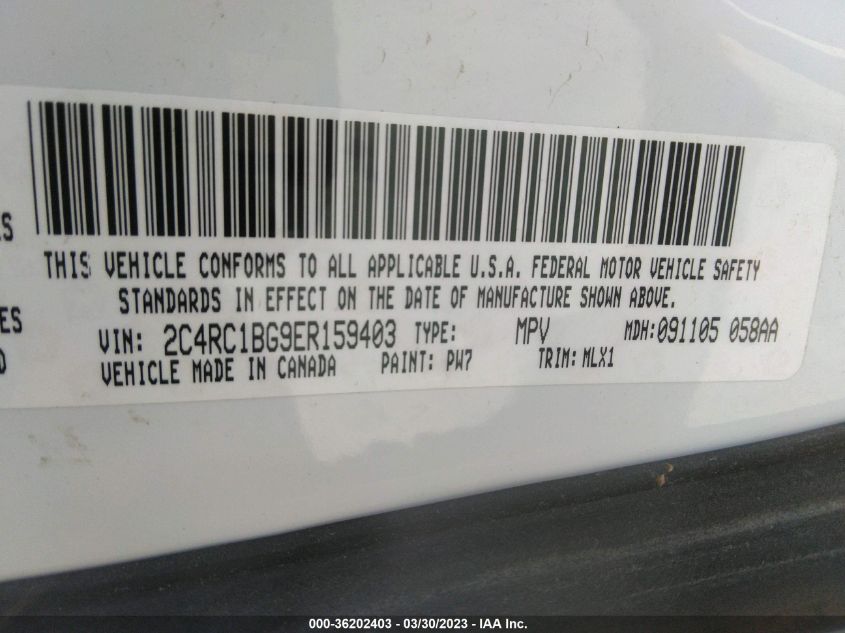 ES
THIS VEHICLE CONFORMS TO ALL APPLICABLE U.S.A. FEDERAL MOTOR VEHICLE SAFETY
STANDARDS IN EFFECT ON THE DATE OF MANUFACTURE SHOWN ABOVE.
ES
VIN: 2C4RC1BG9ER159403 TYPE: MPV MDH:091105 058AA
VEHICLE MADE IN CANADA PAINT: PW7 TRIM: MLX1
000-36202403 - 03/30/2023 - IAA Inc.